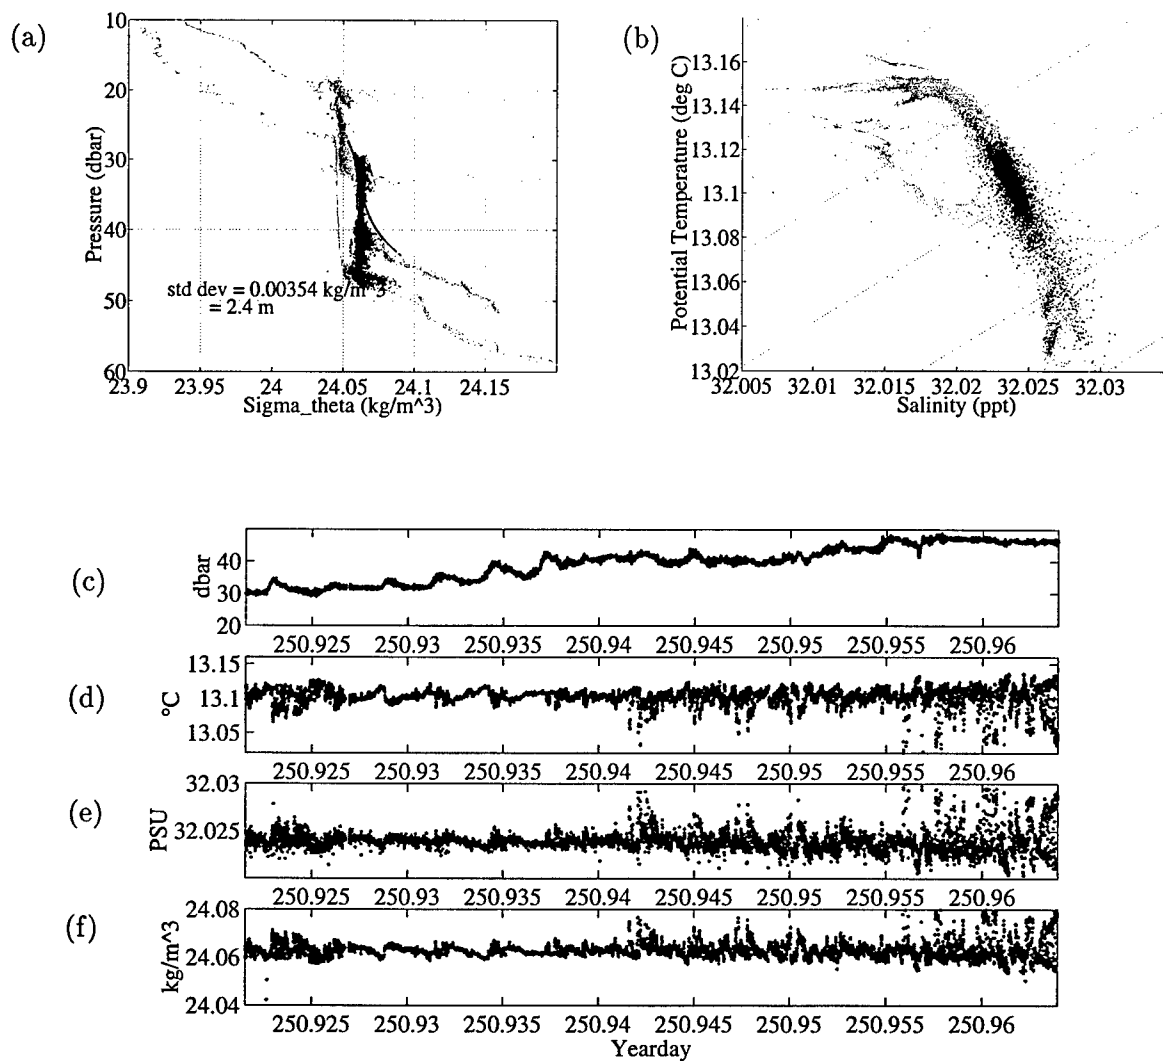 (a)
10
20
30
40
50
60
Pressure (dbar)
std dev = 0.00354 kg/m^3
= 2.4 m
23.9 23.95 24 24.05 24.1 24.15
Sigma_theta (kg/m^3)
(b)
13.16
13.14
13.12
13.1
13.08
13.06
13.04
13.02
Potential Temperature (deg C)
32.005 32.01 32.015 32.02 32.025 32.03
Salinity (ppt)
(c)
dbar
40
30
20
250.925 250.93 250.935 250.94 250.945 250.95 250.955 250.96
(d)
°C
13.15
13.1
13.05
250.925 250.93 250.935 250.94 250.945 250.95 250.955 250.96
(e)
PSU
32.03
32.025
250.925 250.93 250.935 250.94 250.945 250.95 250.955 250.96
(f)
kg/m^3
24.08
24.06
24.04
250.925 250.93 250.935 250.94 250.945 250.95 250.955 250.96
Yearday